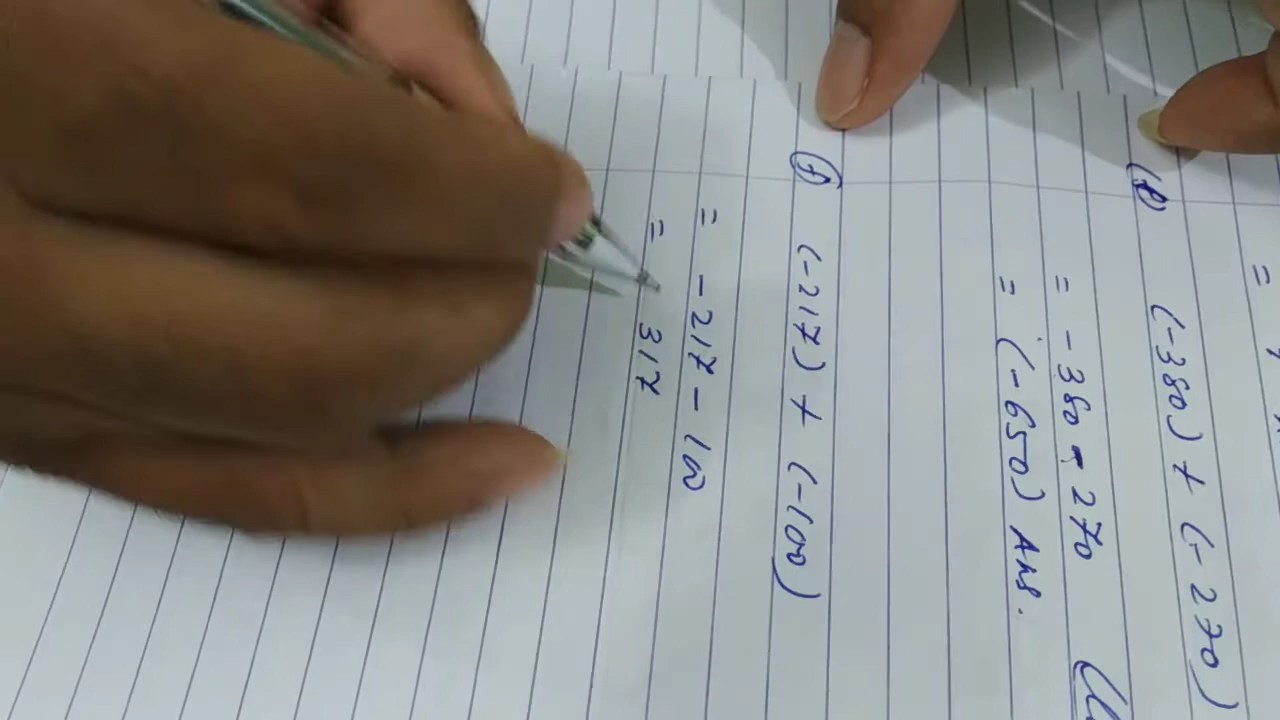 =
(e) (-380) + (-270)
= -380 - 270
= (-650) Ans.
(f) (-217) + (-100)
= -217 - 100
= 317